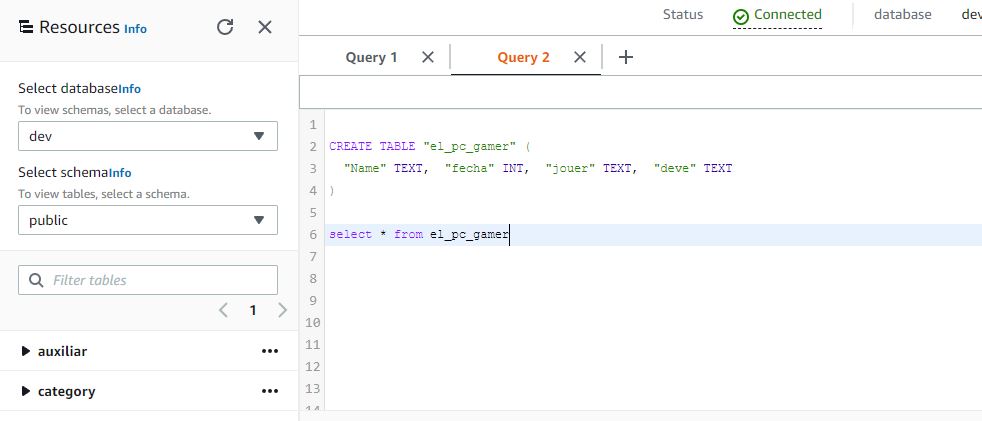 Resources Info
Select databaseInfo
To view schemas, select a database.
dev
Select schemaInfo
To view tables, select a schema.
public
Filter tables
1
auxiliar
category
Status Connected database dev
Query 1 Query 2
1
2 CREATE TABLE "el_pc_gamer" (
3 "Name" TEXT, "fecha" INT, "jouer" TEXT, "deve" TEXT
4 )
5
6 select * from el_pc_gamer
7
8
9
10
11
12
13
14